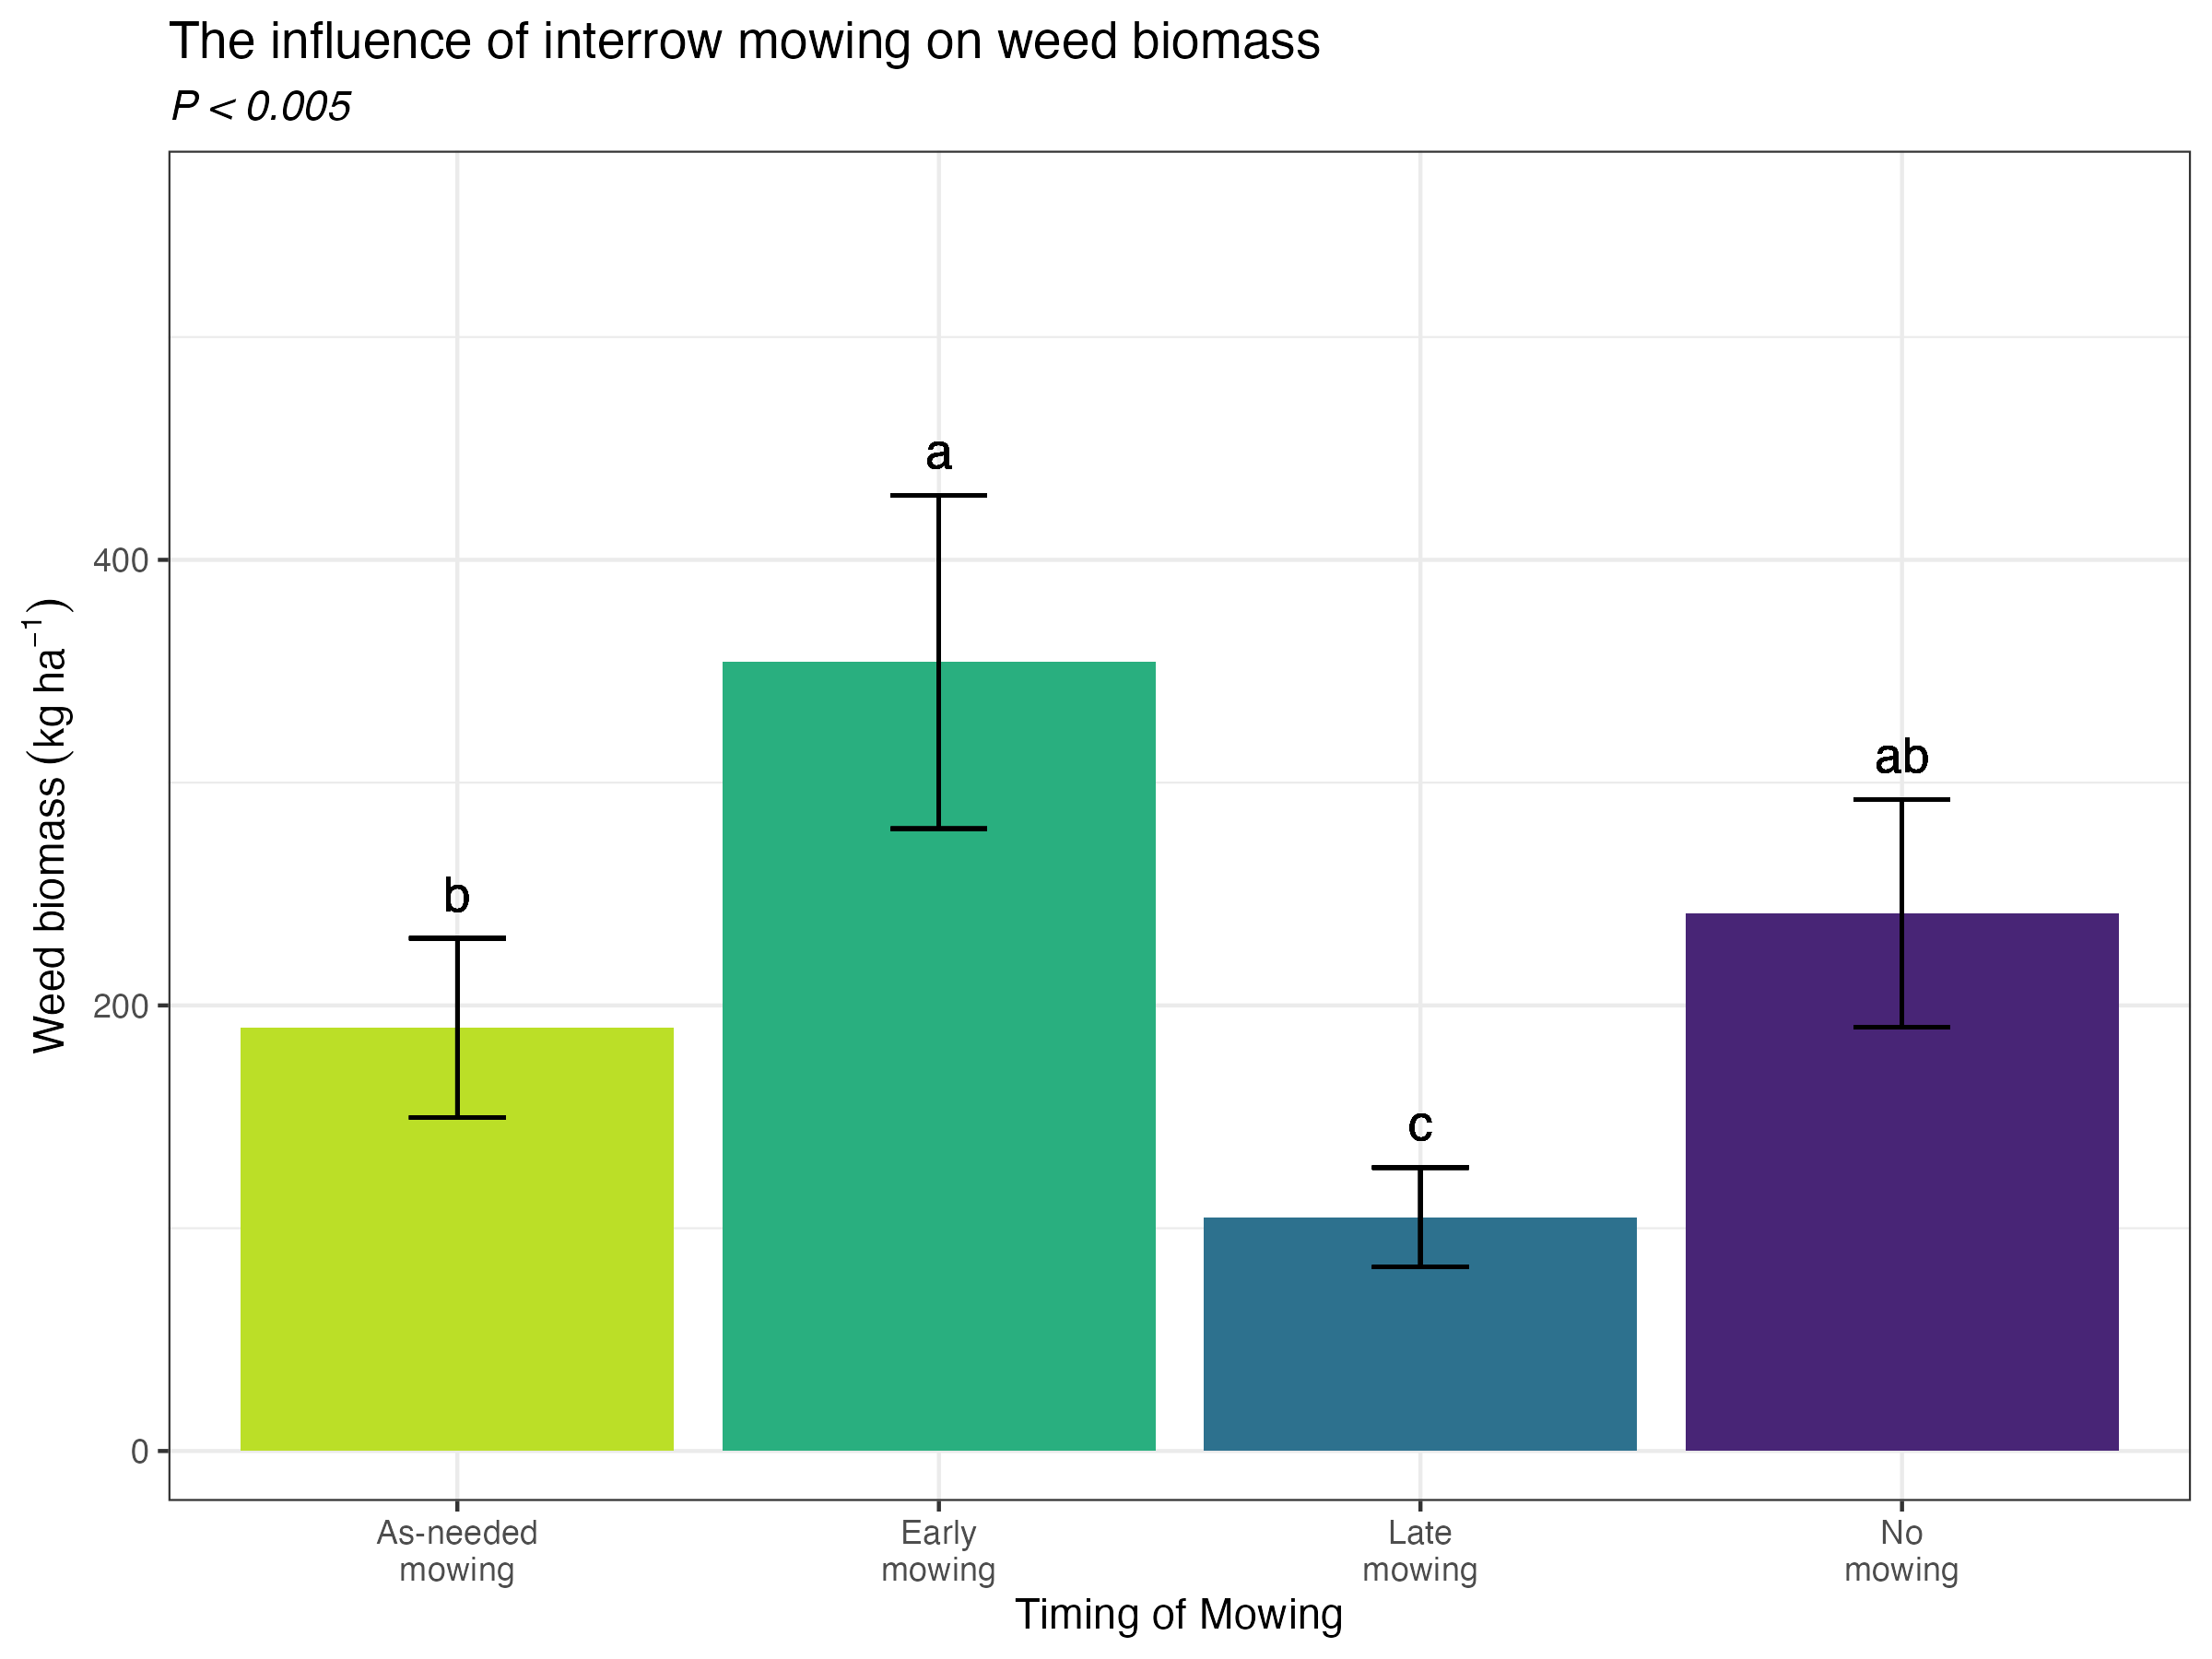 The influence of interrow mowing on weed biomass
P < 0.005
Weed biomass (kg ha⁻¹)
400
200
0
b
a
c
ab
As-needed
mowing
Early
mowing
Late
mowing
No
mowing
Timing of Mowing